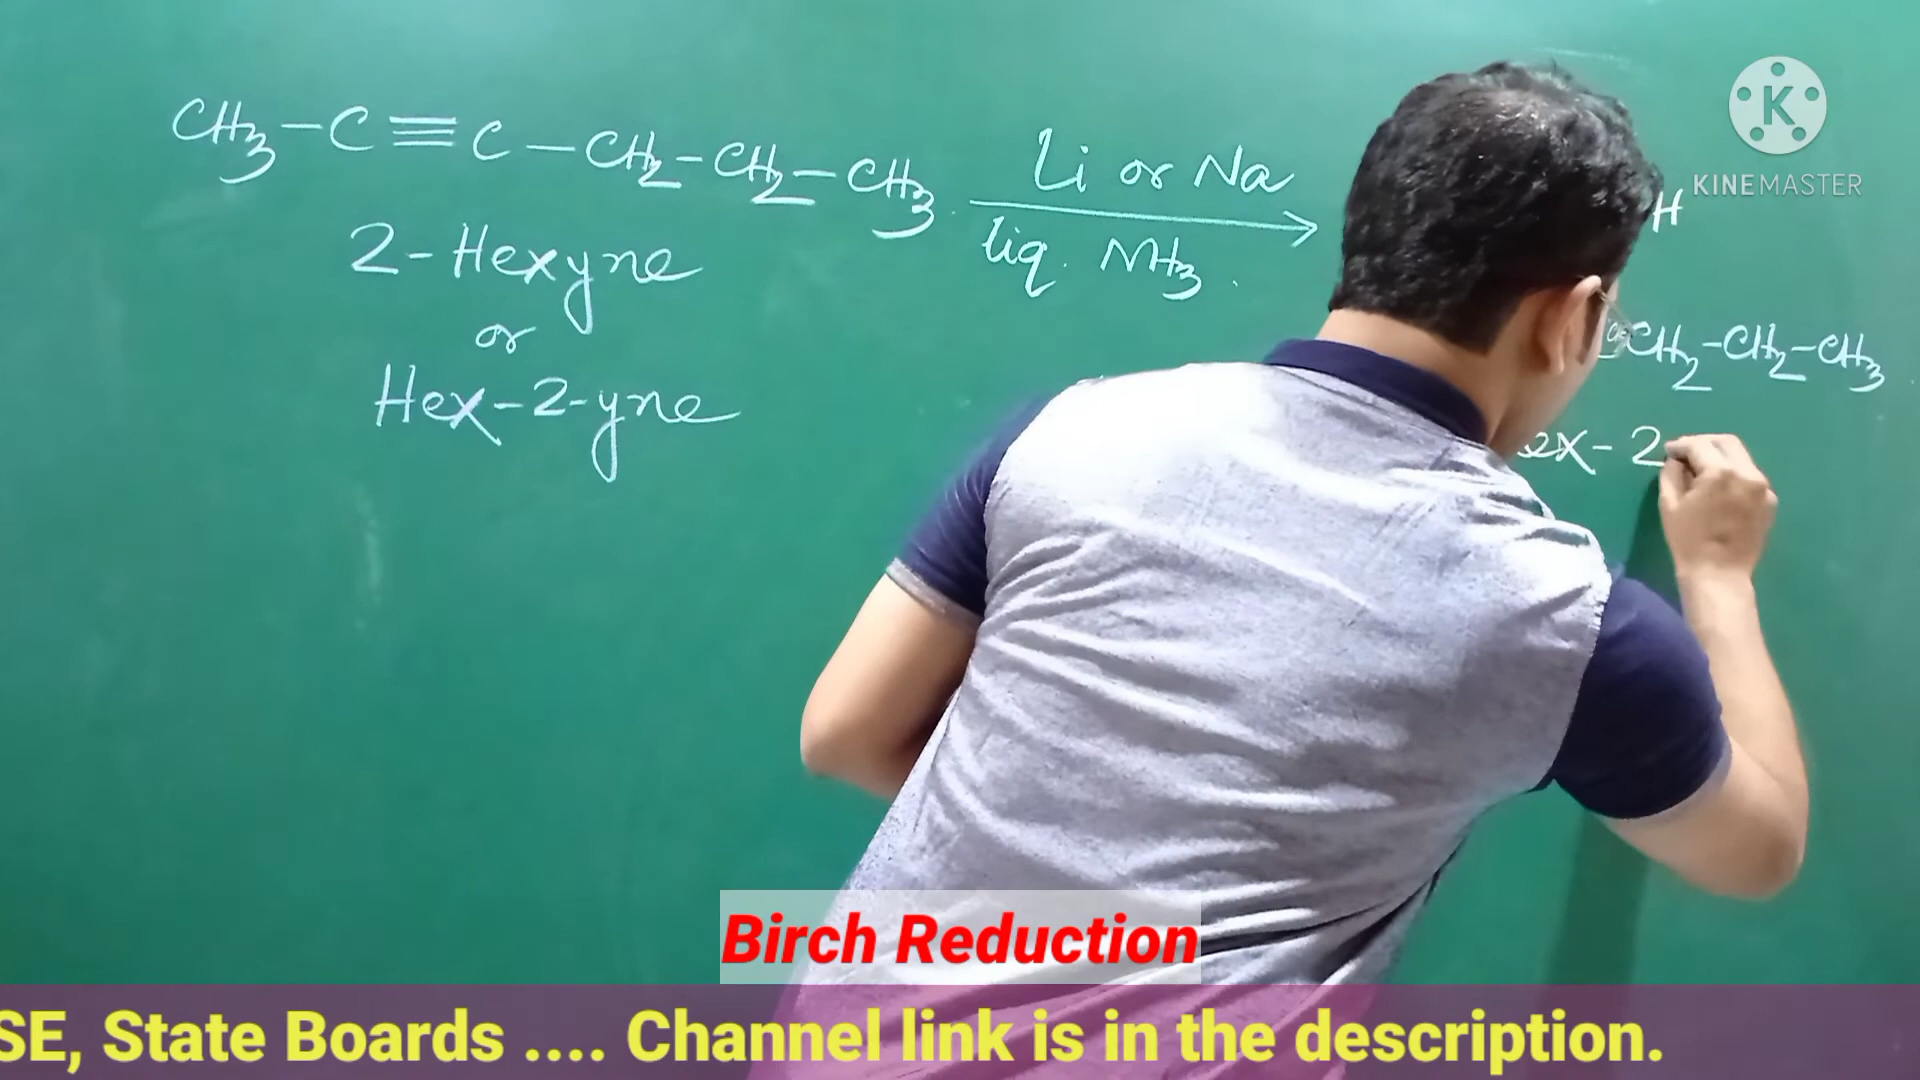 CH3-C≡C-CH2-CH2-CH3
Li or Na
liq. NH3.
H
CH2-CH2-CH3
2-Hexyne
or
Hex-2-yne
ex-2
KINEMASTER
Birch Reduction
SE, State Boards .... Channel link is in the description.